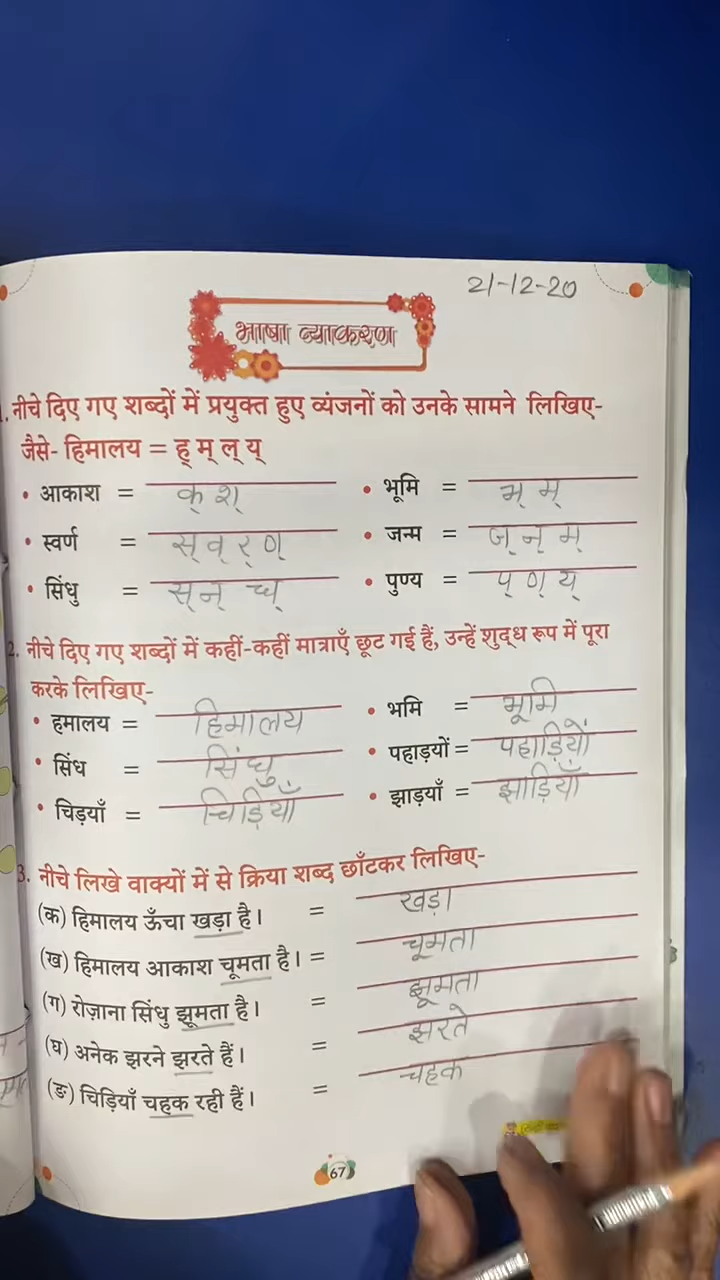 21-12-20
भाषा व्याकरण
1. नीचे दिए गए शब्दों में प्रयुक्त हुए व्यंजनों को उनके सामने लिखिए-
जैसे- हिमालय = ह् म् ल् य्
• आकाश = क् श् • भूमि = भ् म्
• स्वर्ण = स् व् र् ण् • जन्म = ज् न् म्
• सिंधु = स् न् ध् • पुण्य = प् ण् य्
2. नीचे दिए गए शब्दों में कहीं-कहीं मात्राएँ छूट गई हैं, उन्हें शुद्ध रूप में पूरा
करके लिखिए-
• हमालय = हिमालय • भमि = भूमि
• सिंध = सिंधु • पहाड़यों = पहाड़ियों
• चिड़याँ = चिड़ियाँ • झाड़याँ = झाड़ियाँ
3. नीचे लिखे वाक्यों में से क्रिया शब्द छाँटकर लिखिए-
(क) हिमालय ऊँचा खड़ा है। = खड़ा
(ख) हिमालय आकाश चूमता है। = चूमता
(ग) रोज़ाना सिंधु झूमता है। = झूमता
(घ) अनेक झरने झरते हैं। = झरते
(ङ) चिड़ियाँ चहक रही हैं। = चहक
67